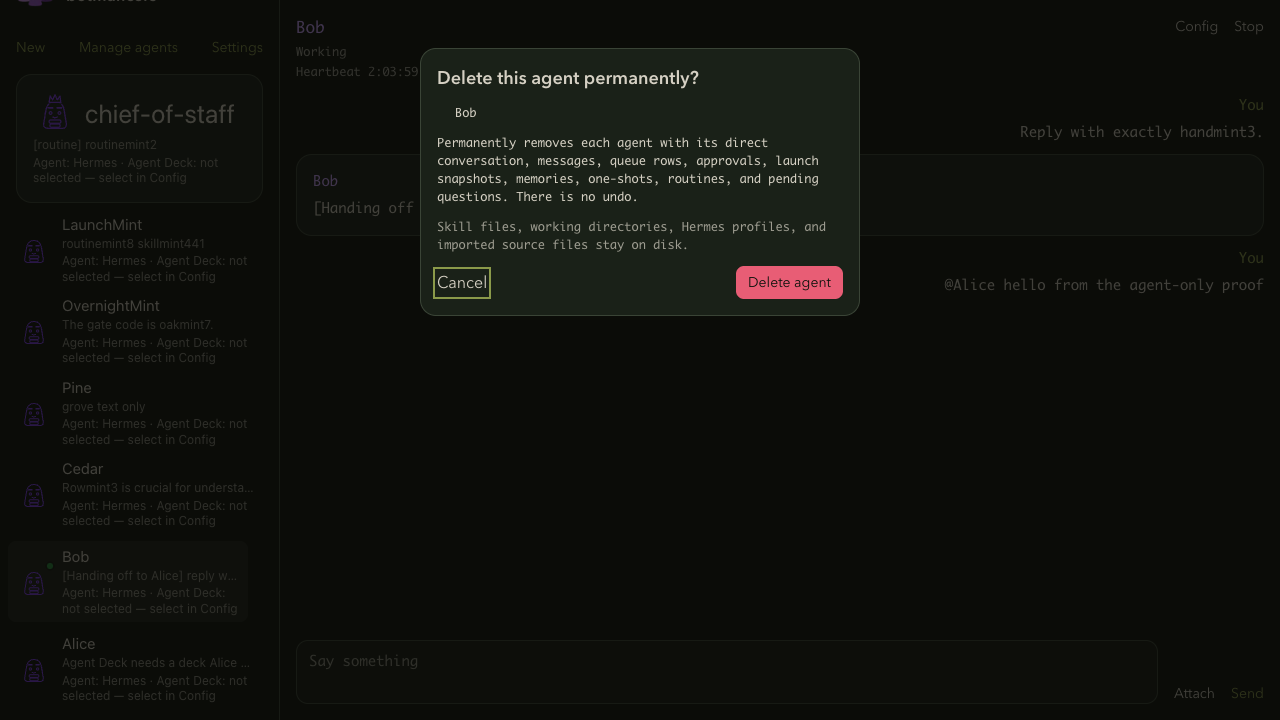 New
Manage agents
Settings
chief-of-staff
[routine] routinemint2
Agent: Hermes · Agent Deck: not
selected — select in Config
LaunchMint
routinemint8 skillmint441
Agent: Hermes · Agent Deck: not
selected — select in Config
OvernightMint
The gate code is oakmint7.
Agent: Hermes · Agent Deck: not
selected — select in Config
Pine
grove text only
Agent: Hermes · Agent Deck: not
selected — select in Config
Cedar
Rowmint3 is crucial for understa...
Agent: Hermes · Agent Deck: not
selected — select in Config
Bob
[Handing off to Alice] reply w...
Agent: Hermes · Agent Deck:
not selected — select in Config
Alice
Agent Deck needs a deck Alice ...
Agent: Hermes · Agent Deck: not
selected — select in Config
Bob
Working
Heartbeat 2:03:59
Config
Stop
You
Reply with exactly handmint3.
Bob
[Handing off
You
@Alice hello from the agent-only proof
Delete this agent permanently?
Bob
Permanently removes each agent with its direct
conversation, messages, queue rows, approvals, launch
snapshots, memories, one-shots, routines, and pending
questions. There is no undo.
Skill files, working directories, Hermes profiles, and
imported source files stay on disk.
Cancel
Delete agent
Say something
Attach
Send